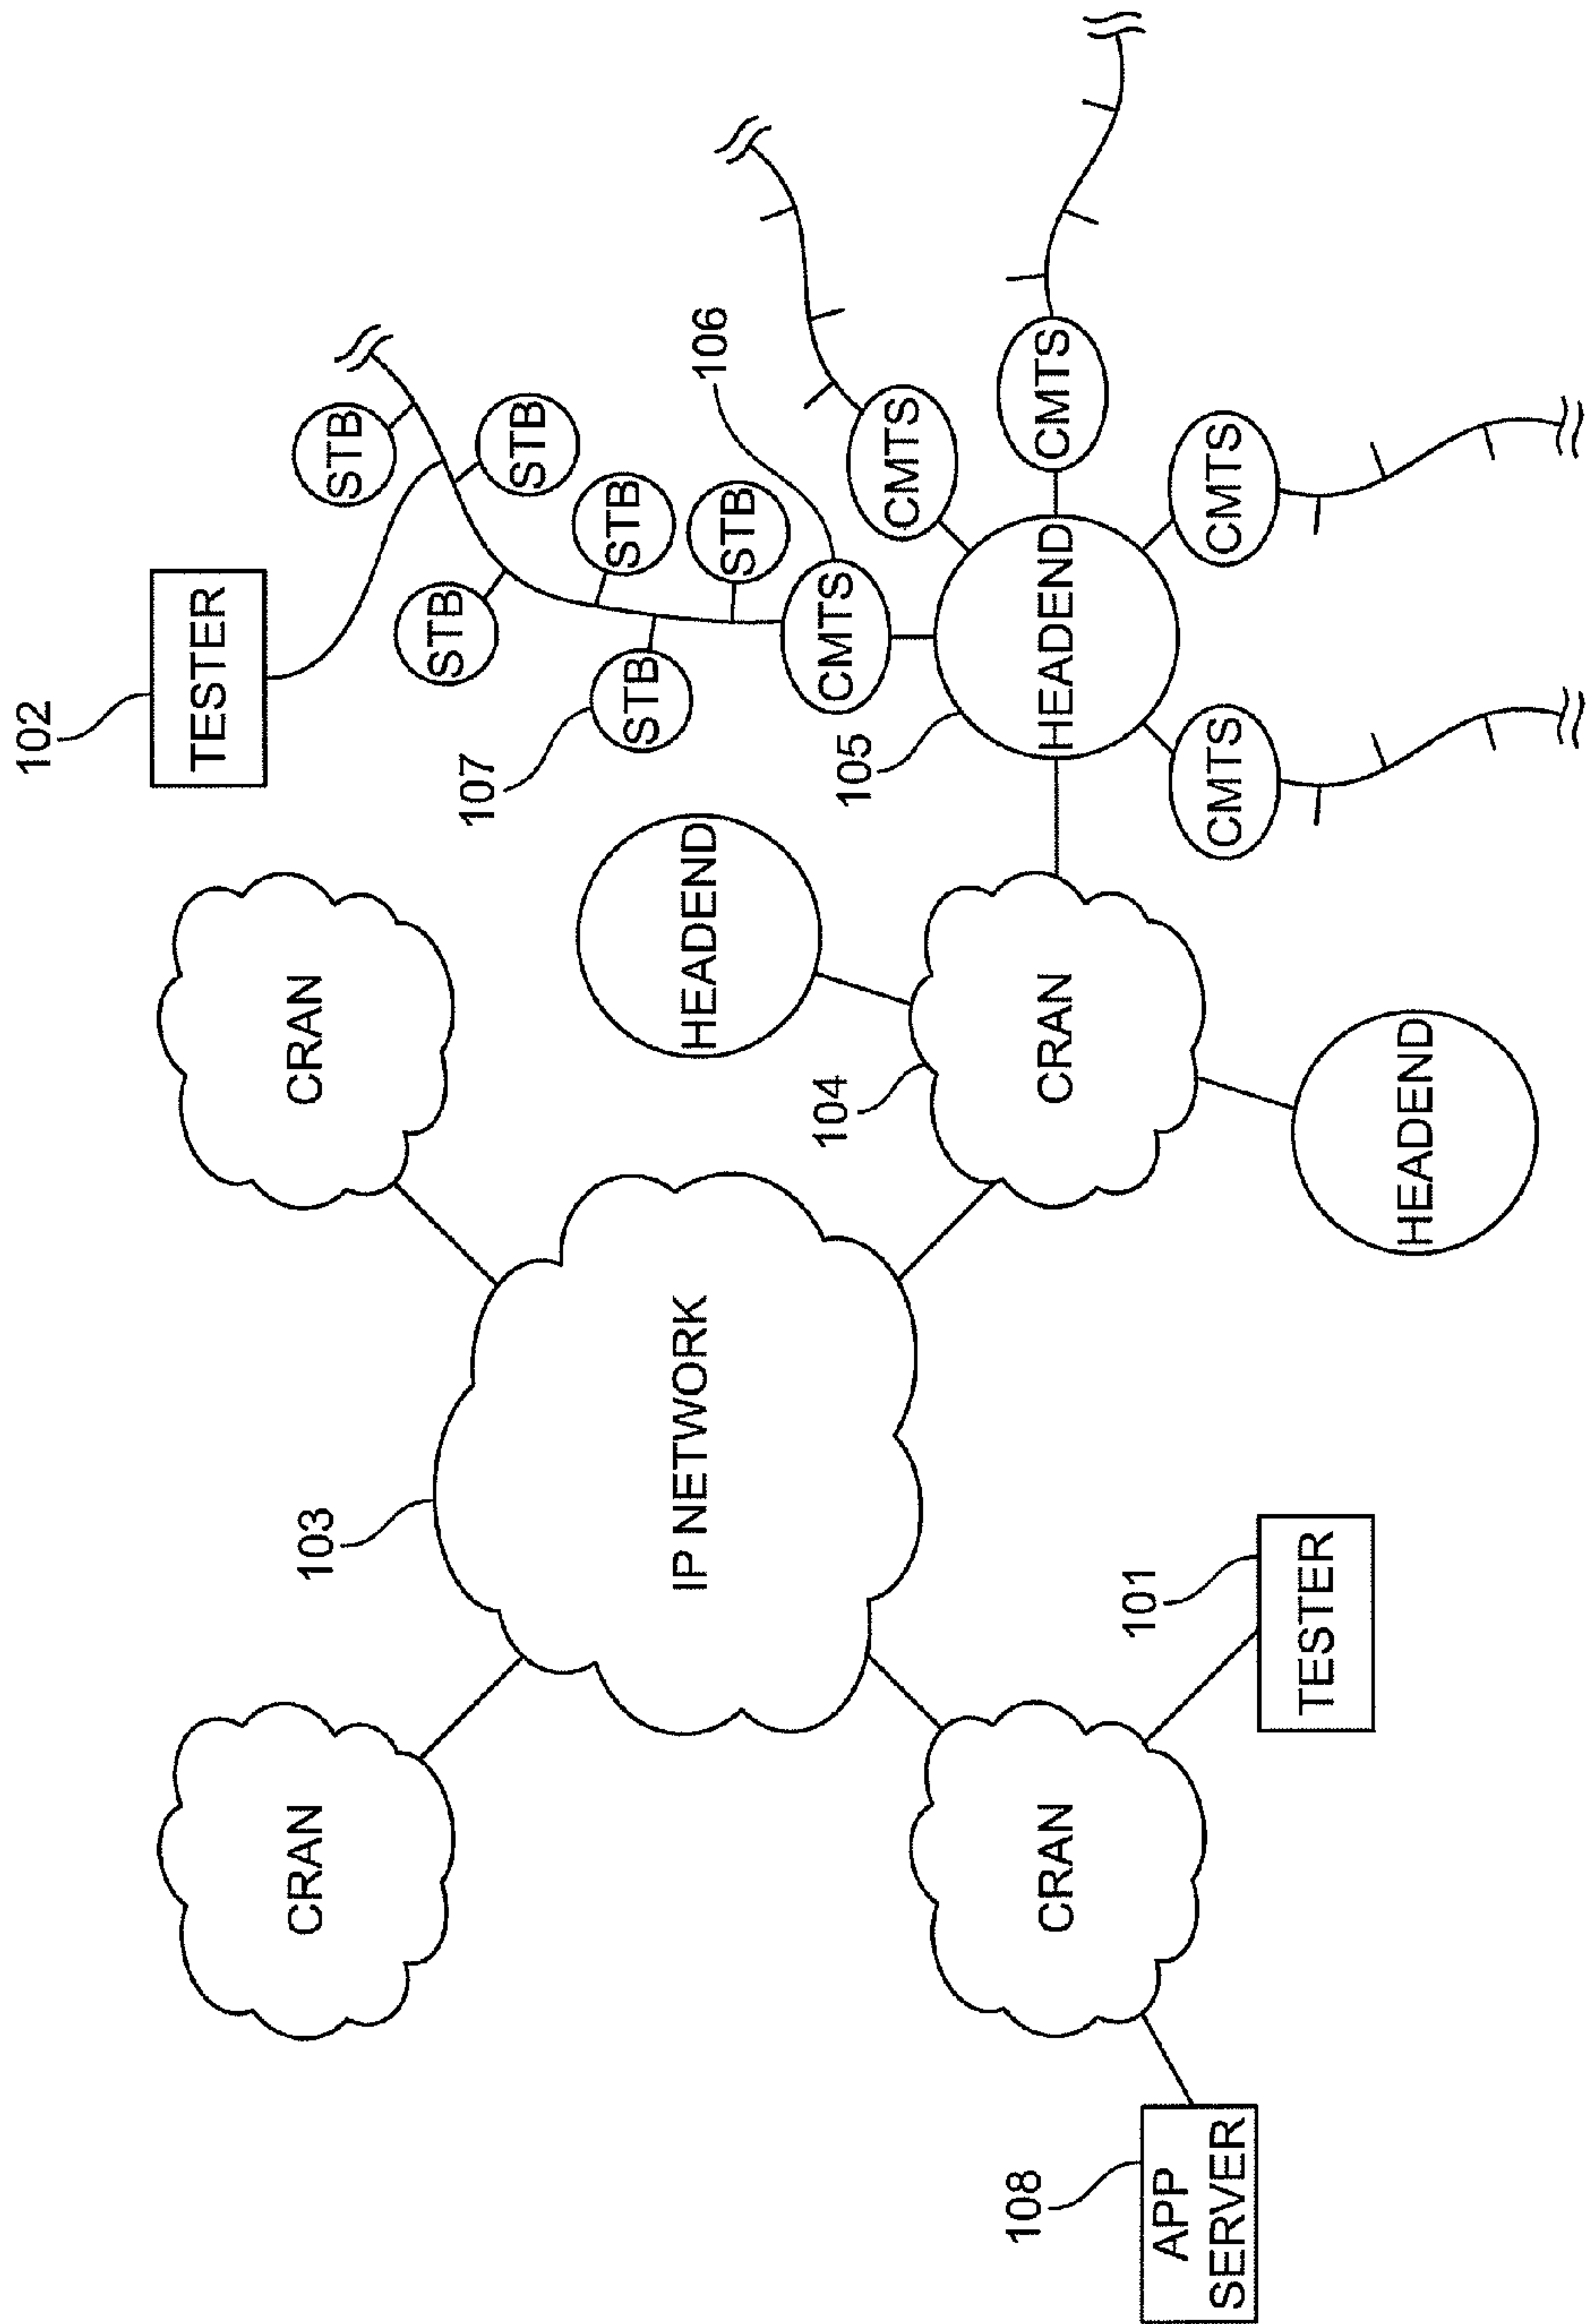 102
TESTER
CRAN
CRAN
103
STB
STB
107
STB
STB
STB
IP NETWORK
HEADEND
106
STB
104
CMTS
105
CMTS
108
CRAN
CRAN
HEADEND
CMTS
101
APP
SERVER
CMTS
CMTS
TESTER
HEADEND